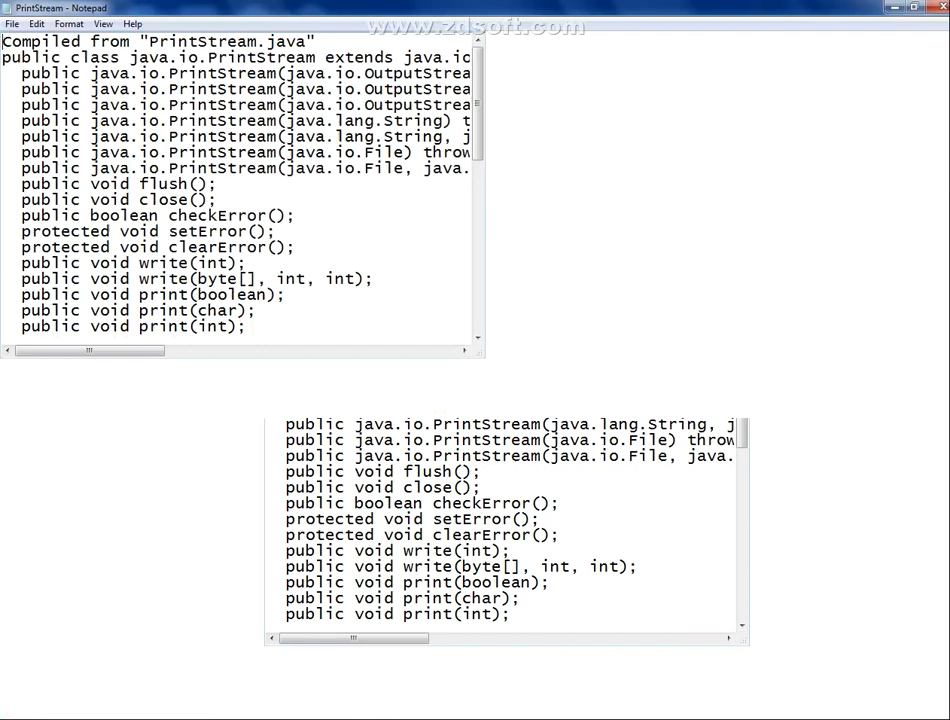 PrintStream - Notepad
www.zdsoft.com
File Edit Format View Help
Compiled from "PrintStream.java"
public class java.io.PrintStream extends java.io
public java.io.PrintStream(java.io.OutputStrea
public java.io.PrintStream(java.io.OutputStrea
public java.io.PrintStream(java.io.OutputStrea
public java.io.PrintStream(java.lang.String) t
public java.io.PrintStream(java.lang.String, j
public java.io.PrintStream(java.io.File) throw
public java.io.PrintStream(java.io.File, java.
public void flush();
public void close();
public boolean checkError();
protected void setError();
protected void clearError();
public void write(int);
public void write(byte[], int, int);
public void print(boolean);
public void print(char);
public void print(int);
public java.io.PrintStream(java.lang.String, j
public java.io.PrintStream(java.io.File) throw
public java.io.PrintStream(java.io.File, java.
public void flush();
public void close();
public boolean checkError();
protected void setError();
protected void clearError();
public void write(int);
public void write(byte[], int, int);
public void print(boolean);
public void print(char);
public void print(int);